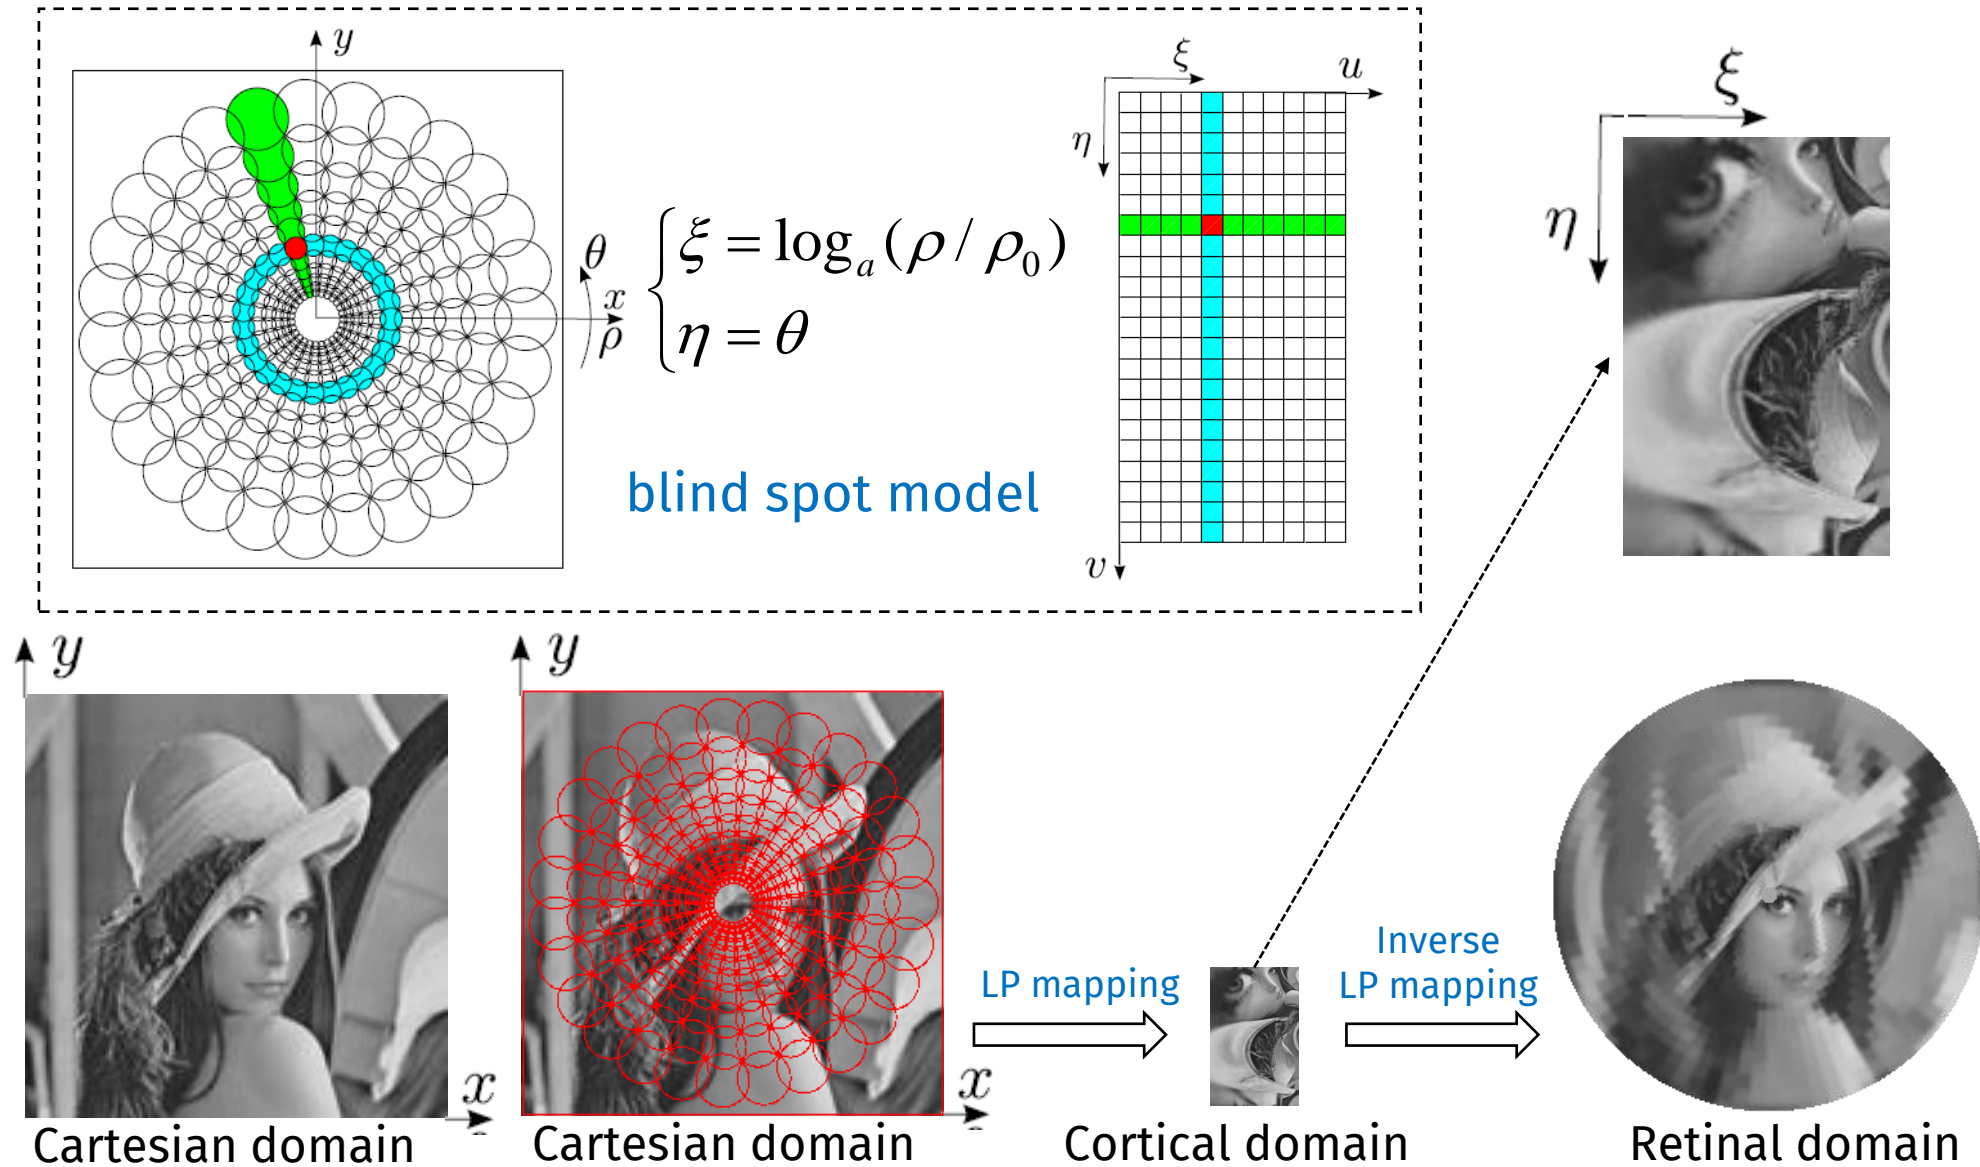 y
θ
x
ρ
ξ = log_a (ρ / ρ_0)
η = θ
blind spot model
ξ
u
η
v
ξ
η
y
x
Cartesian domain
y
x
Cartesian domain
LP mapping
Cortical domain
Inverse
LP mapping
Retinal domain